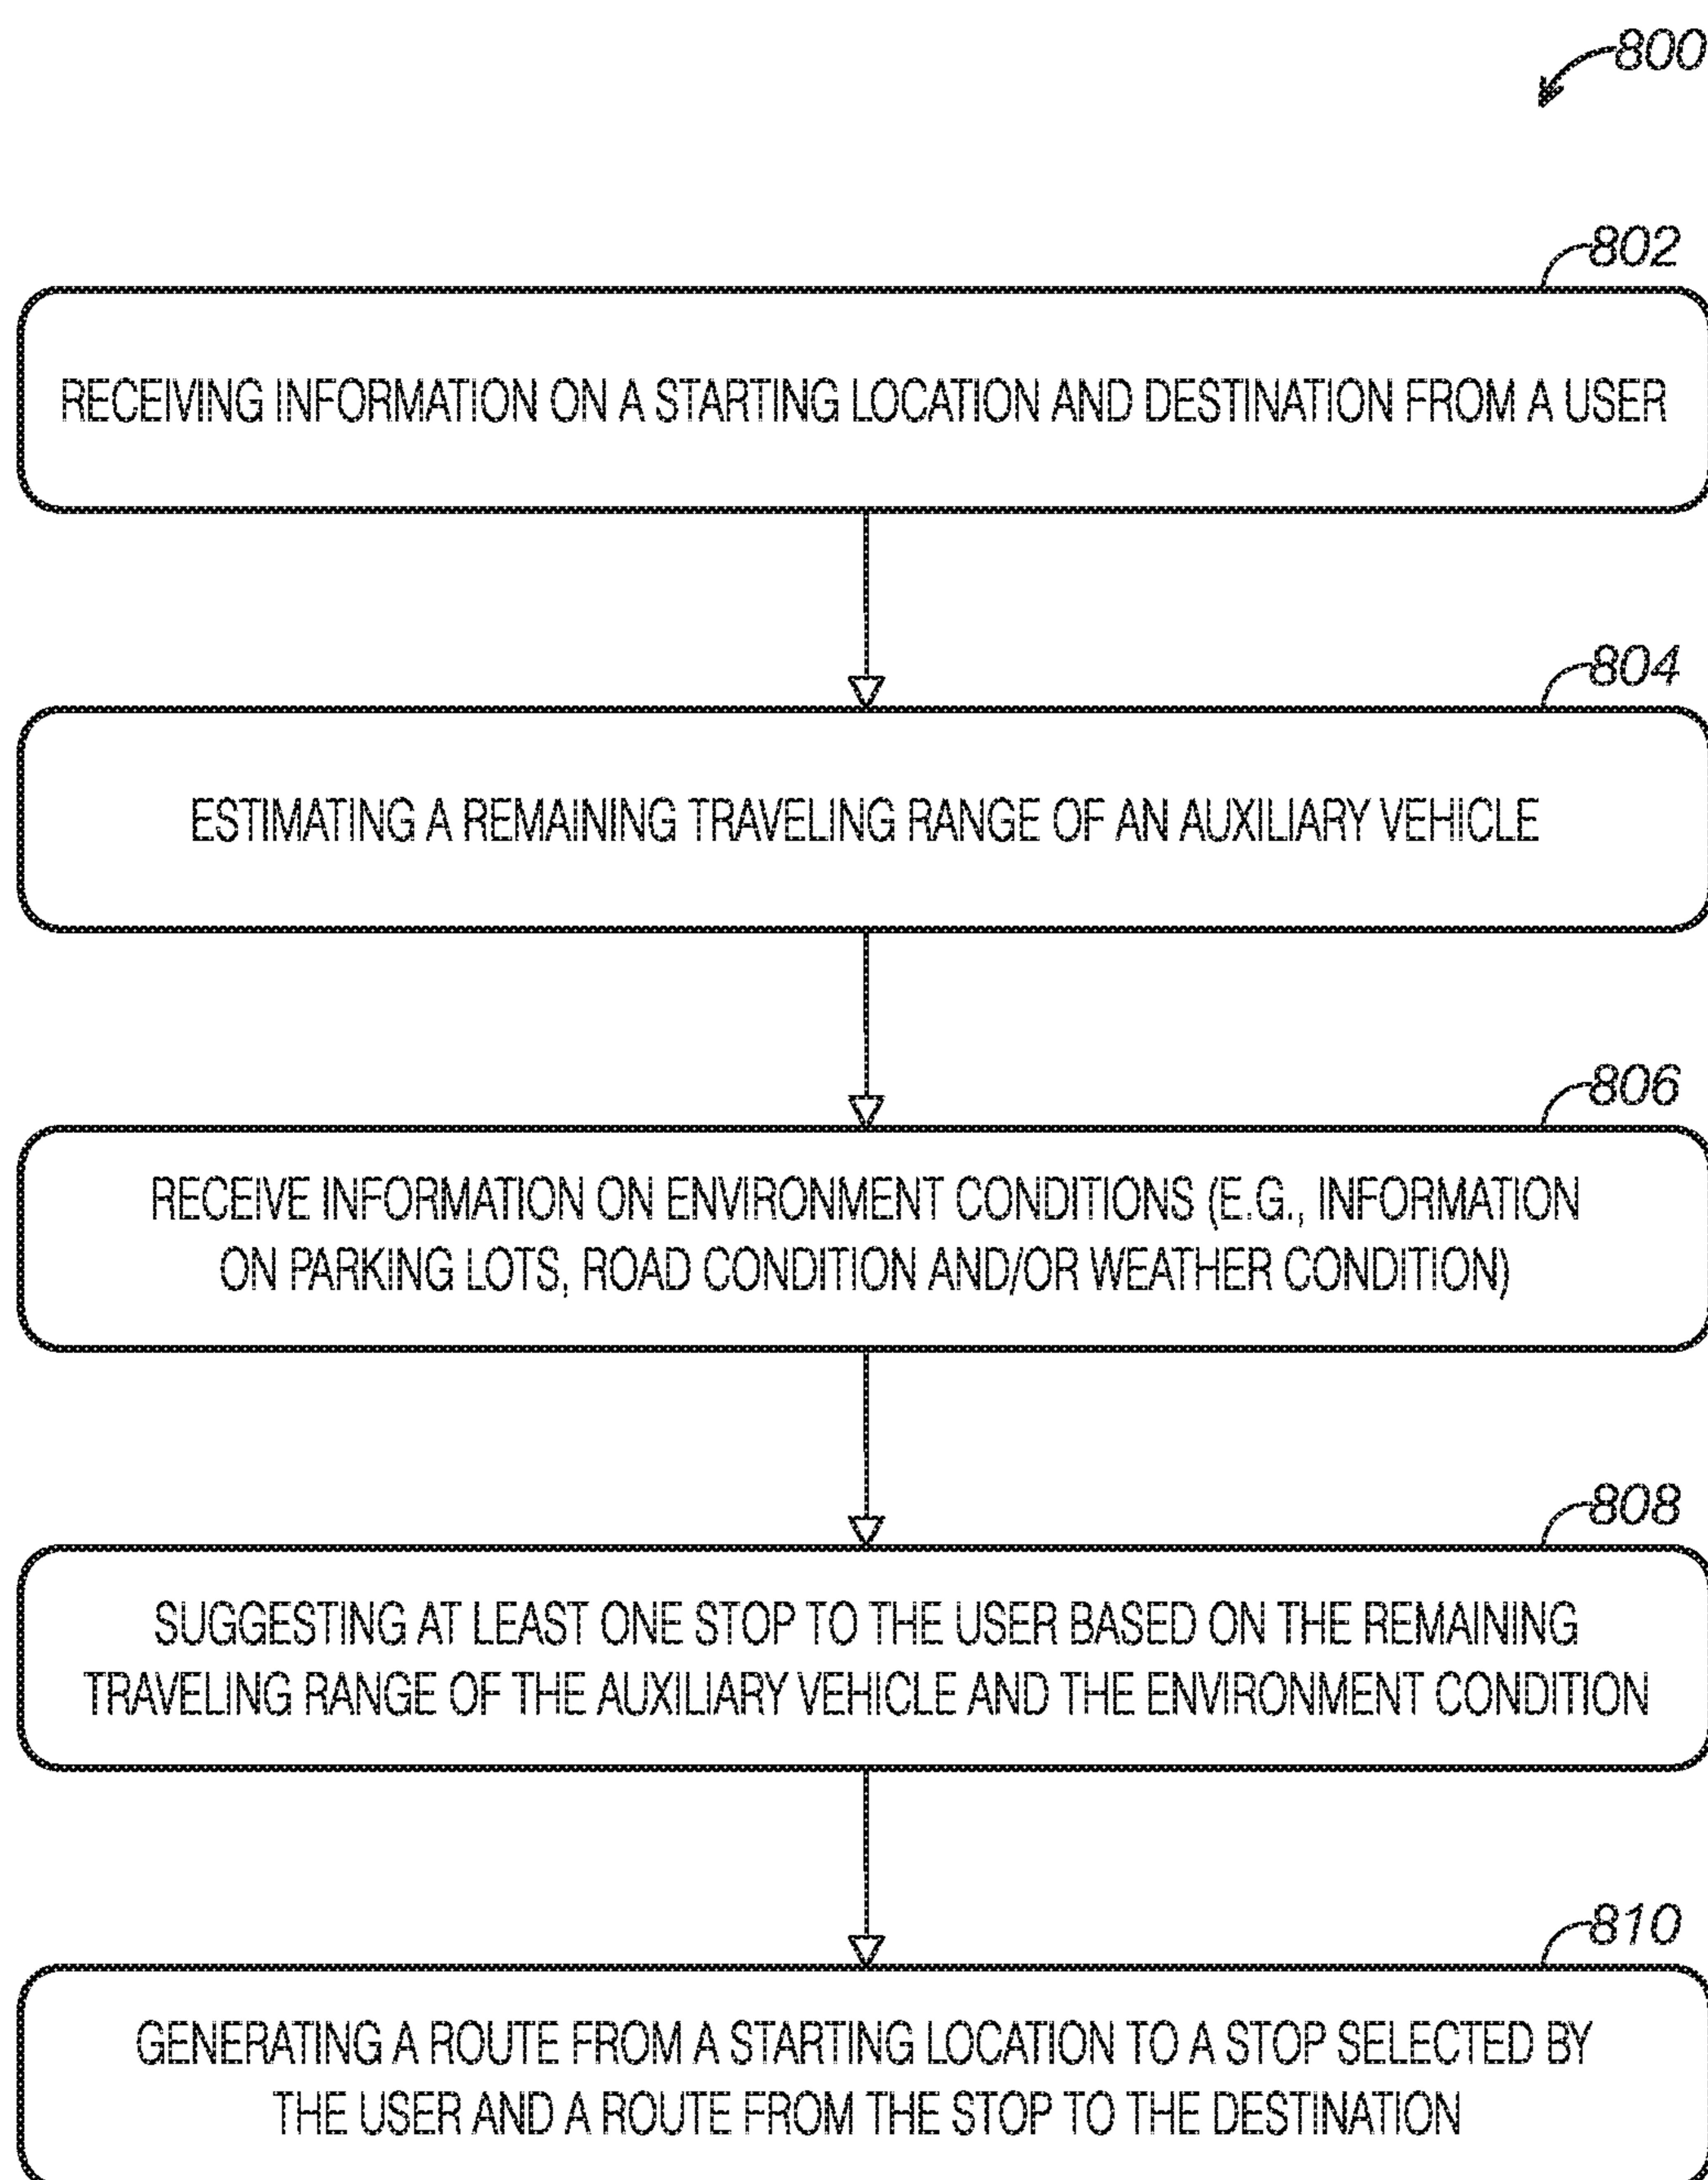 800
802
RECEIVING INFORMATION ON A STARTING LOCATION AND DESTINATION FROM A USER
804
ESTIMATING A REMAINING TRAVELING RANGE OF AN AUXILIARY VEHICLE
806
RECEIVE INFORMATION ON ENVIRONMENT CONDITIONS (E.G., INFORMATION
ON PARKING LOTS, ROAD CONDITION AND/OR WEATHER CONDITION)
808
SUGGESTING AT LEAST ONE STOP TO THE USER BASED ON THE REMAINING
TRAVELING RANGE OF THE AUXILIARY VEHICLE AND THE ENVIRONMENT CONDITION
810
GENERATING A ROUTE FROM A STARTING LOCATION TO A STOP SELECTED BY
THE USER AND A ROUTE FROM THE STOP TO THE DESTINATION